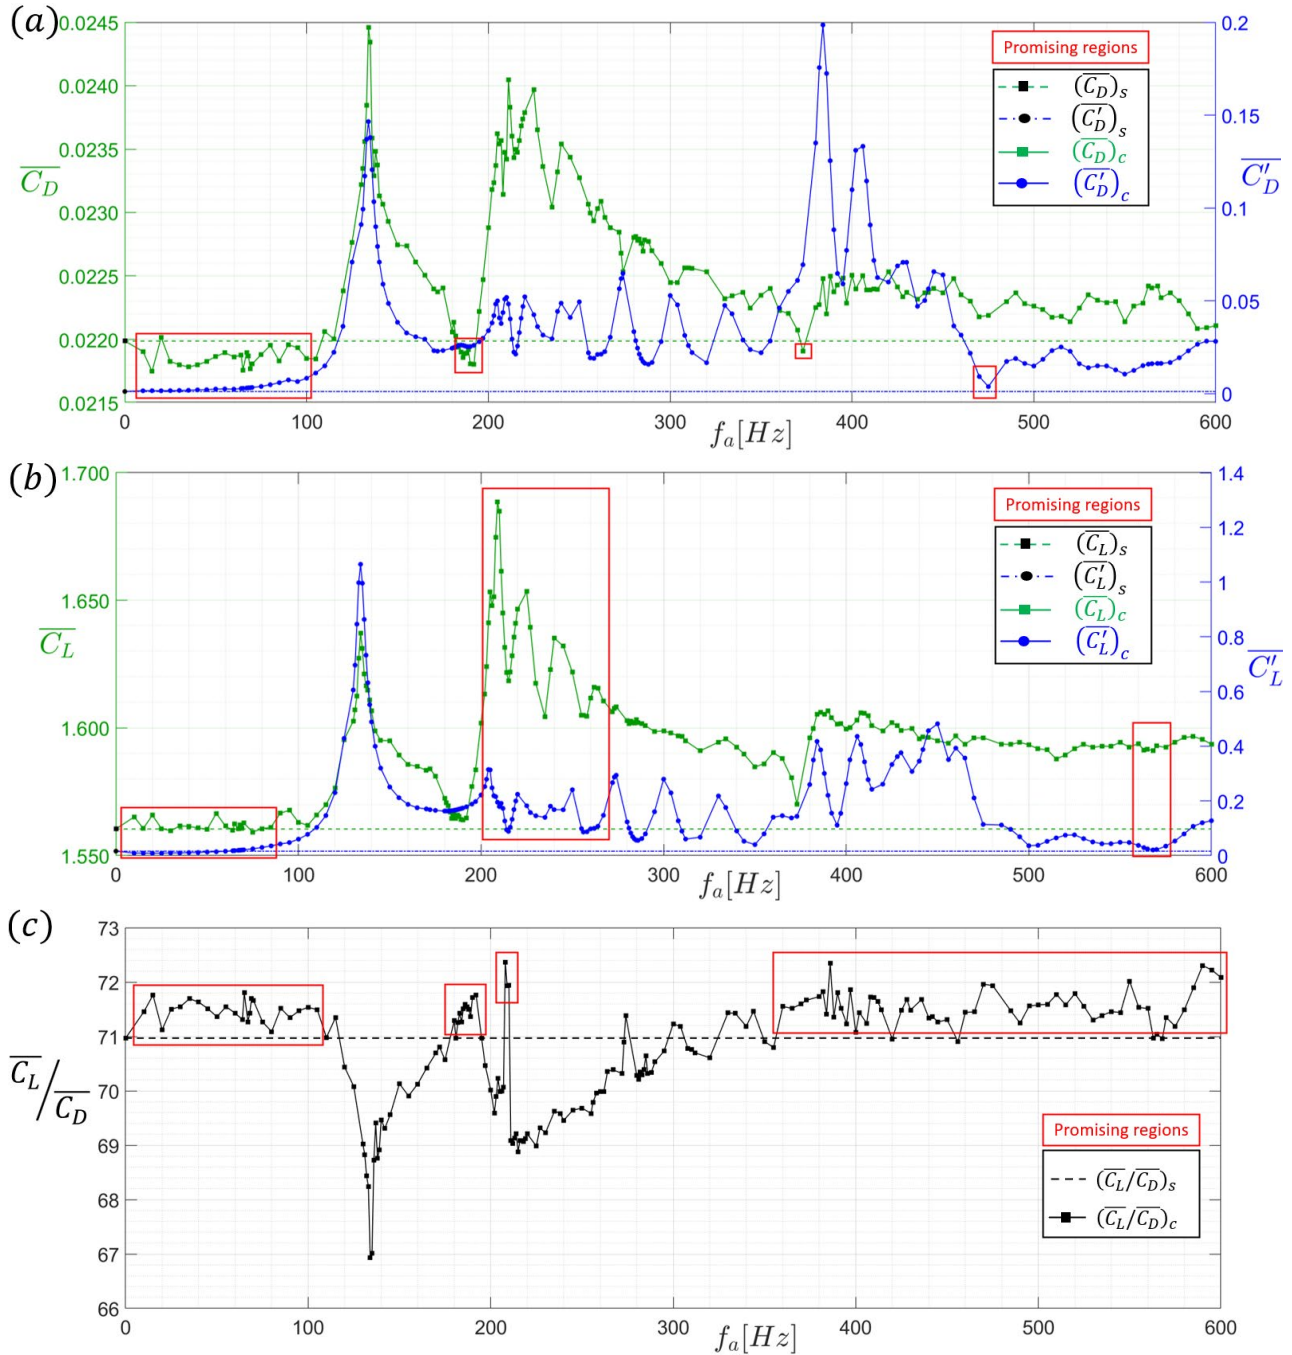 (a)
0.0245
0.0240
0.0235
0.0230
0.0225
0.0220
0.0215
C̅_D̅
0.2
0.15
0.1
0.05
0
C̅'_D̅
Promising regions
(C̅_D̅)_s
(C̅'_D̅)_s
(C̅_D̅)_c
(C̅'_D̅)_c
0 100 200 300 400 500 600
f_a[Hz]
(b)
1.700
1.650
1.600
1.550
C̅_L̅
1.4
1.2
1
0.8
0.6
0.4
0.2
0
C̅'_L̅
Promising regions
(C̅_L̅)_s
(C̅'_L̅)_s
(C̅_L̅)_c
(C̅'_L̅)_c
0 100 200 300 400 500 600
f_a[Hz]
(c)
73
72
71
70
69
68
67
66
C̅_L̅/C̅_D̅
Promising regions
(C̅_L̅/C̅_D̅)_s
(C̅_L̅/C̅_D̅)_c
0 100 200 300 400 500 600
f_a[Hz]